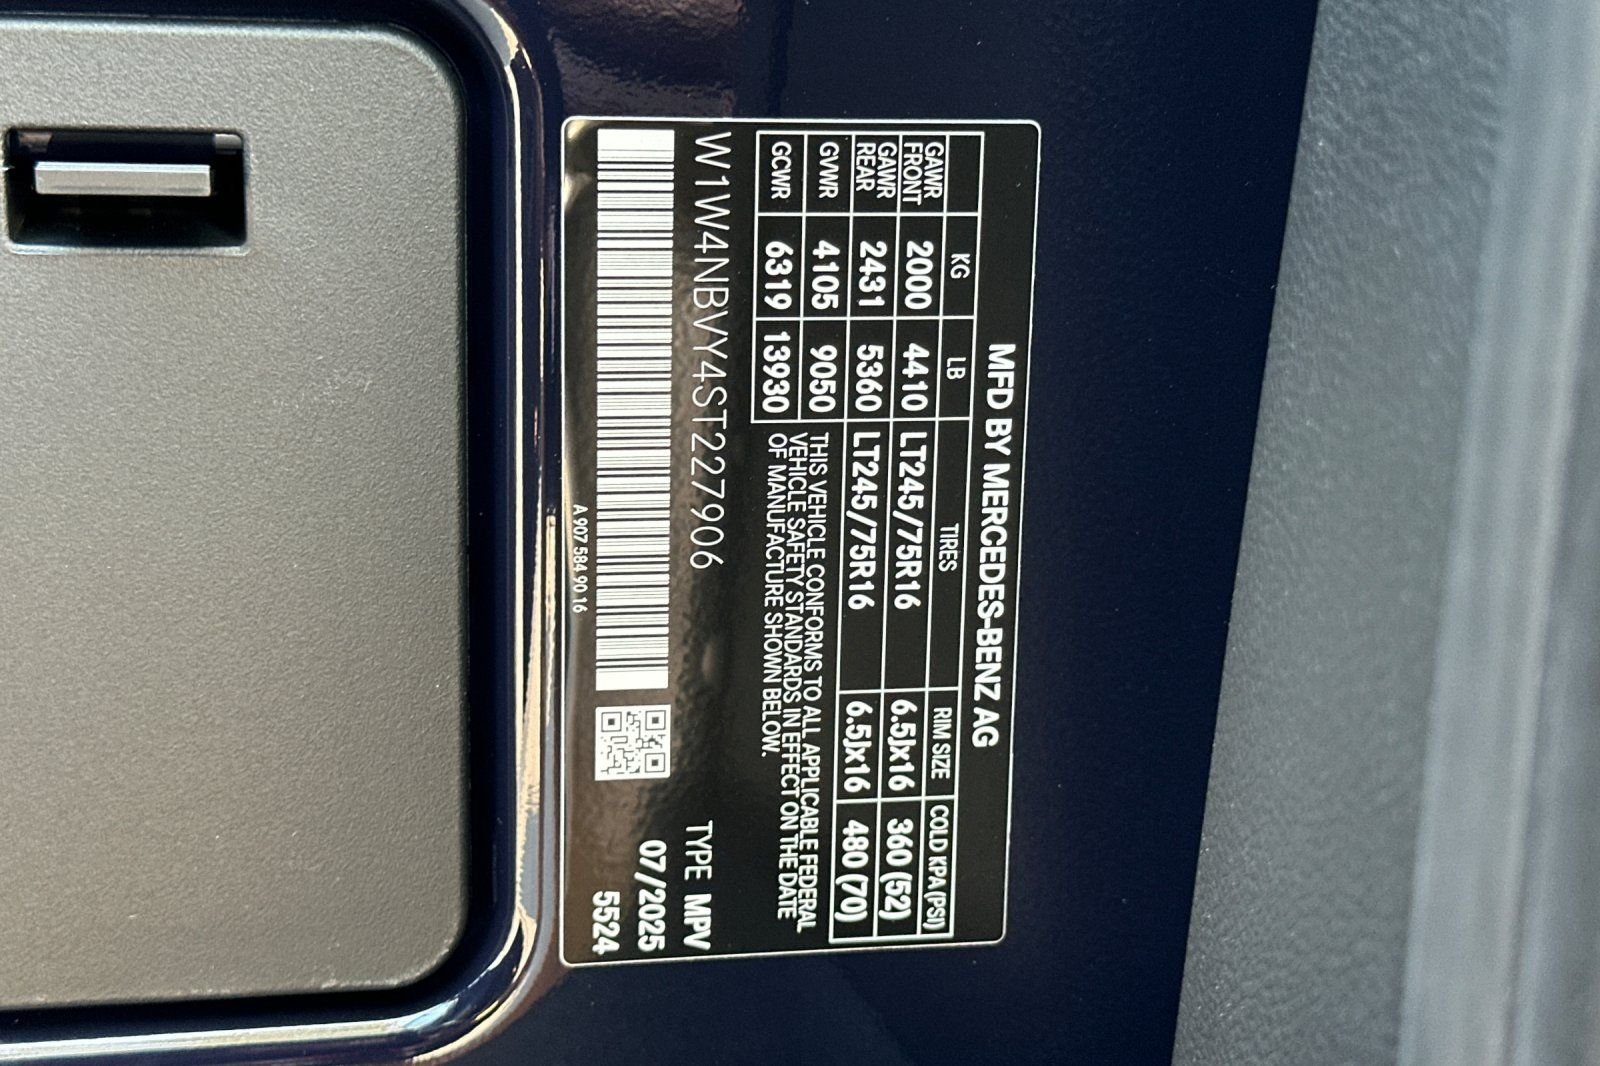 MFD BY MERCEDES-BENZ AG
KG LB TIRES RIM SIZE COLD KPA(PSI)
GAWR FRONT 2000 4410 LT245/75R16 6.5Jx16 360 (52)
GAWR REAR 2431 5360 LT245/75R16 6.5Jx16 480 (70)
GVWR 4105 9050
GCWR 6319 13930
THIS VEHICLE CONFORMS TO ALL APPLICABLE FEDERAL
VEHICLE SAFETY STANDARDS IN EFFECT ON THE DATE
OF MANUFACTURE SHOWN BELOW.
W1W4NBVY4ST227906
TYPE MPV
07/2025
5524
A 907 584 90 16